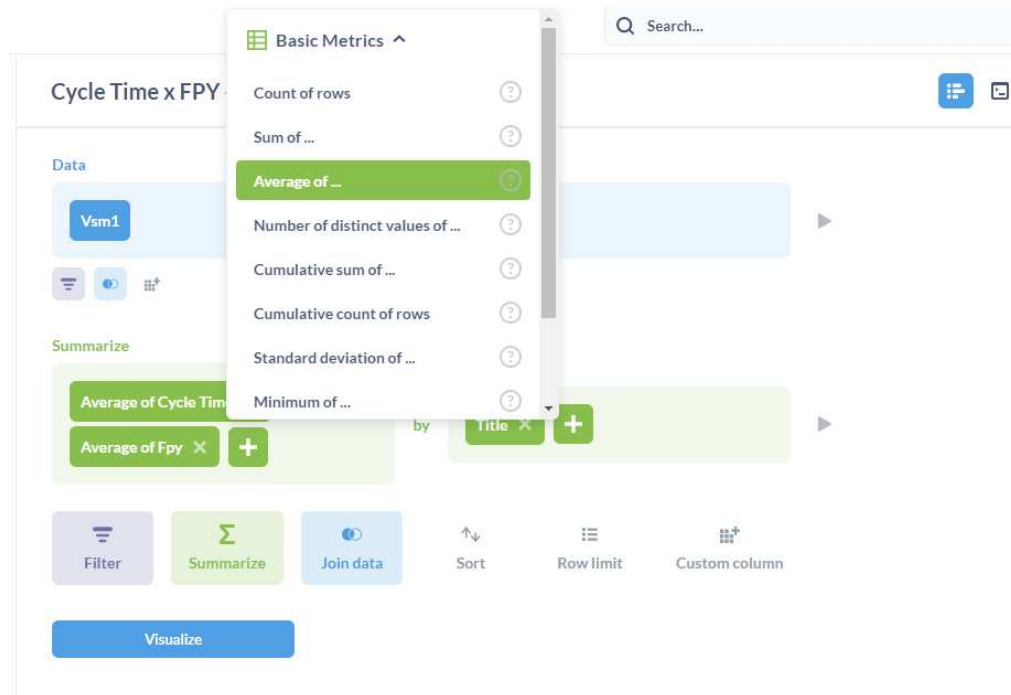 Search...
Basic Metrics
Cycle Time x FPY
Count of rows
Sum of ...
Average of ...
Number of distinct values of ...
Cumulative sum of ...
Cumulative count of rows
Standard deviation of ...
Minimum of ...
Data
Vsm1
Summarize
Average of Cycle Tim
Average of Fpy
by
Title
Filter
Summarize
Join data
Sort
Row limit
Custom column
Visualize